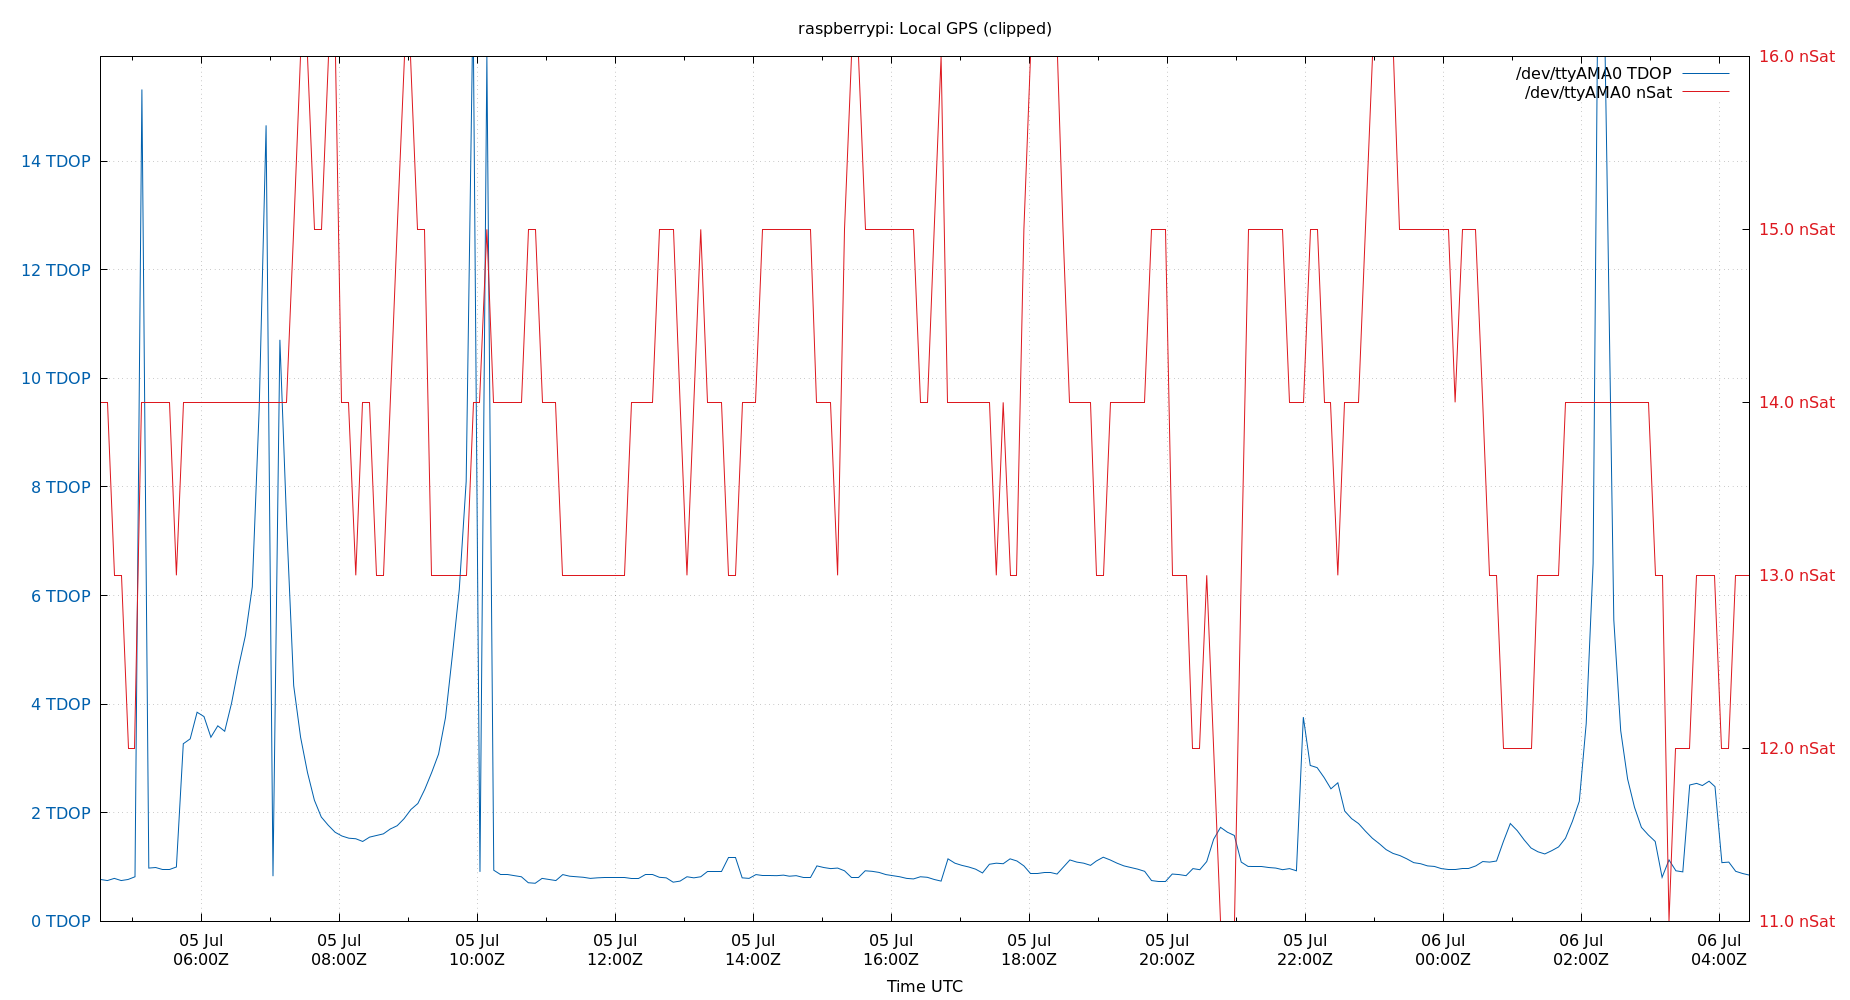 raspberrypi: Local GPS (clipped)
16.0 nSat
/dev/ttyAMA0 TDOP
/dev/ttyAMA0 nSat
14 TDOP
15.0 nSat
12 TDOP
10 TDOP
14.0 nSat
8 TDOP
13.0 nSat
6 TDOP
4 TDOP
12.0 nSat
2 TDOP
0 TDOP
11.0 nSat
05 Jul 05 Jul 05 Jul 05 Jul 05 Jul 05 Jul 05 Jul 05 Jul 05 Jul 06 Jul 06 Jul 06 Jul
06:00Z 08:00Z 10:00Z 12:00Z 14:00Z 16:00Z 18:00Z 20:00Z 22:00Z 00:00Z 02:00Z 04:00Z
Time UTC